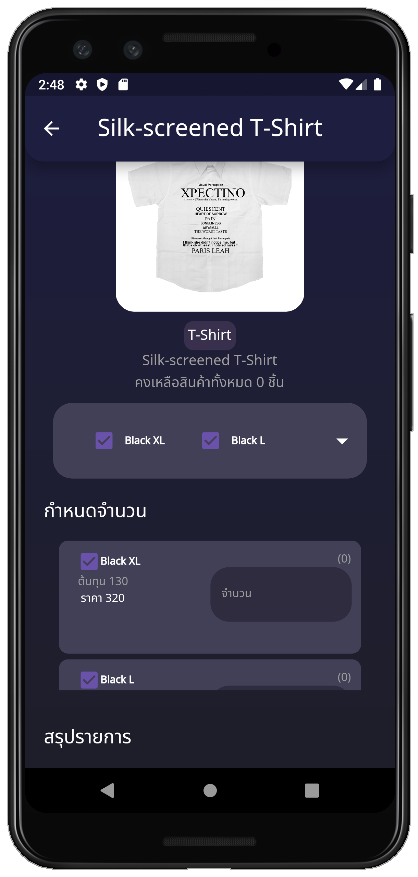 2:48
Silk-screened T-Shirt
XPECTINO
PARIS LEAH
T-Shirt
Silk-screened T-Shirt
คงเหลือสินค้าทั้งหมด 0 ชิ้น
Black XL
Black L
กำหนดจำนวน
Black XL
(0)
ต้นทุน 130
ราคา 320
จำนวน
Black L
(0)
สรุปรายการ